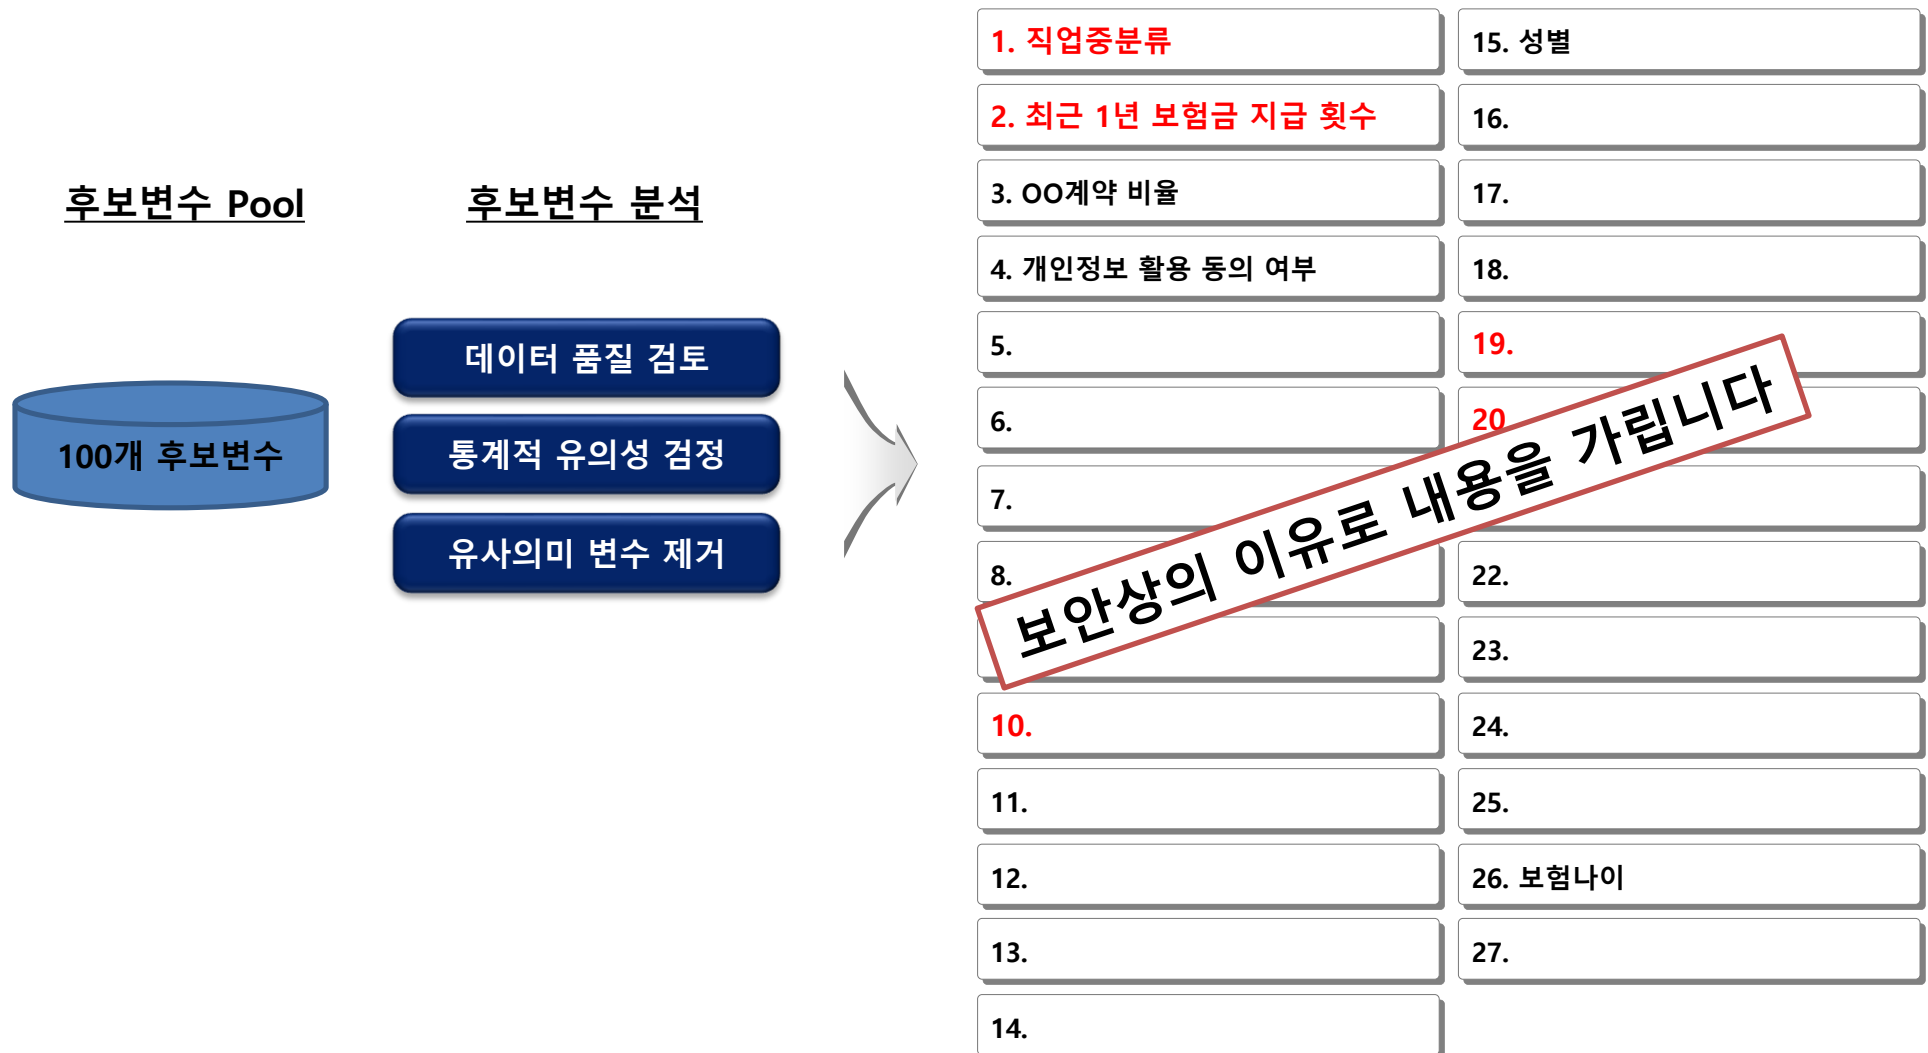 후보변수 Pool
100개 후보변수
후보변수 분석
데이터 품질 검토
통계적 유의성 검정
유사의미 변수 제거
1. 직업중분류
2. 최근 1년 보험금 지급 횟수
3. OO계약 비율
4. 개인정보 활용 동의 여부
5.
6.
7.
8.
10.
11.
12.
13.
14.
15. 성별
16.
17.
18.
19.
20
22.
23.
24.
25.
26. 보험나이
27.
보안상의 이유로 내용을 가립니다